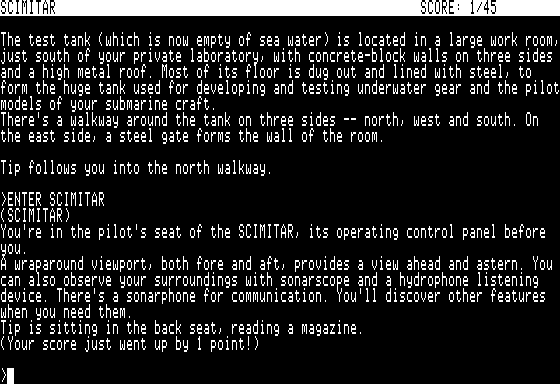 SCIMITAR SCORE: 1/45
The test tank (which is now empty of sea water) is located in a large work room,
just south of your private laboratory, with concrete-block walls on three sides
and a high metal roof. Most of its floor is dug out and lined with steel, to
form the huge tank used for developing and testing underwater gear and the pilot
models of your submarine craft.
There's a walkway around the tank on three sides -- north, west and south. On
the east side, a steel gate forms the wall of the room.
Tip follows you into the north walkway.
>ENTER SCIMITAR
(SCIMITAR)
You're in the pilot's seat of the SCIMITAR, its operating control panel before
you.
A wraparound viewport, both fore and aft, provides a view ahead and astern. You
can also observe your surroundings with sonarscope and a hydrophone listening
device. There's a sonarphone for communication. You'll discover other features
when you need them.
Tip is sitting in the back seat, reading a magazine.
(Your score just went up by 1 point!)
>